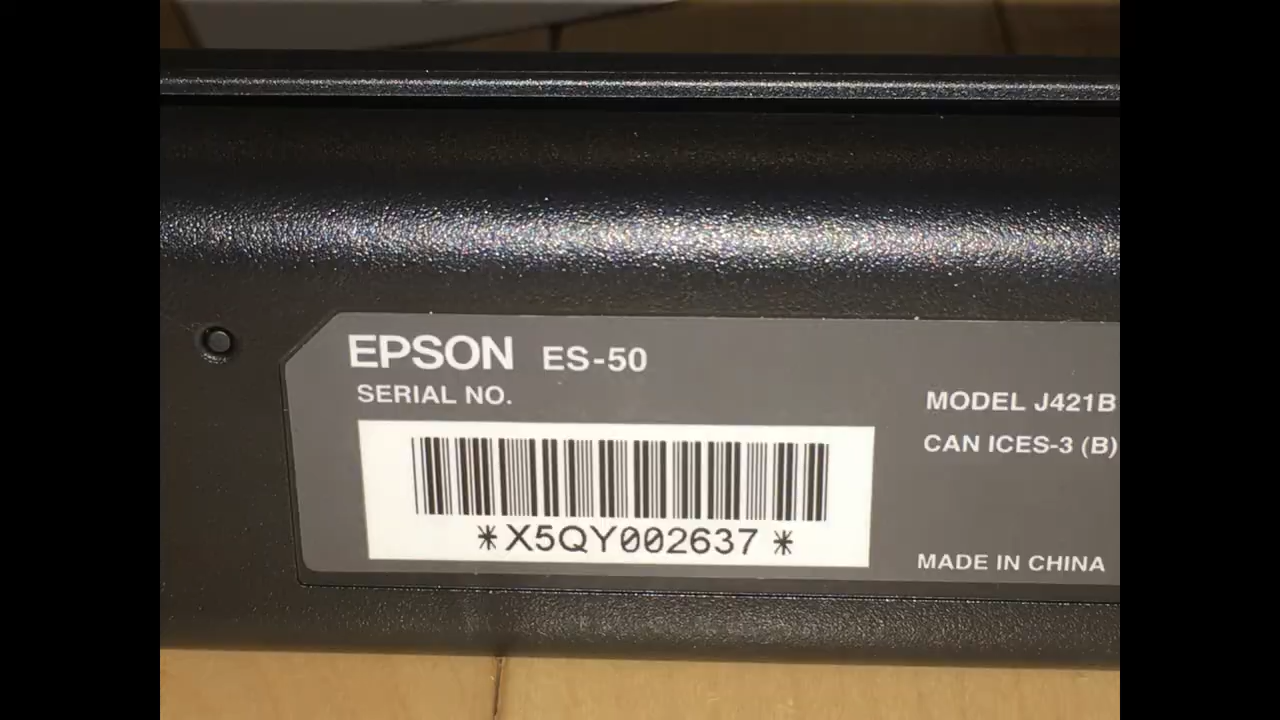 EPSON ES-50
SERIAL NO.
*X5QY002637*
MODEL J421B
CAN ICES-3 (B)
MADE IN CHINA